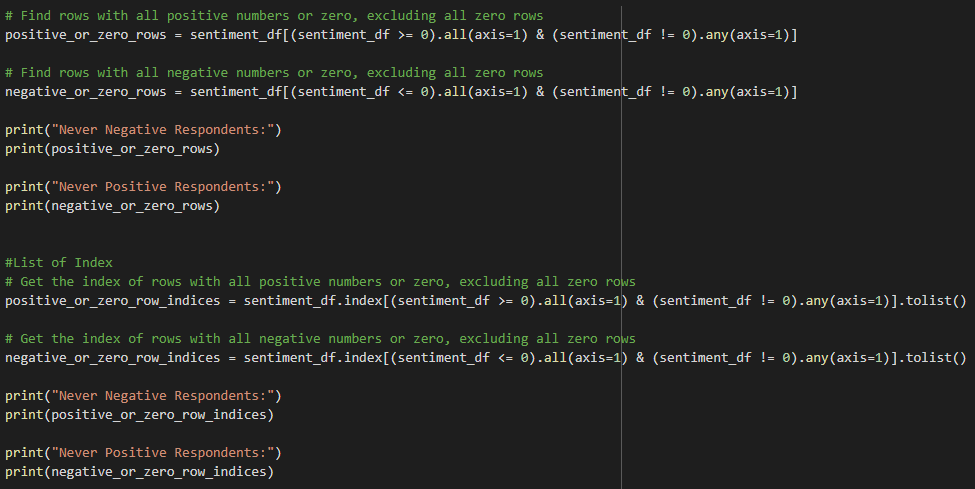 # Find rows with all positive numbers or zero, excluding all zero rows
positive_or_zero_rows = sentiment_df[(sentiment_df >= 0).all(axis=1) & (sentiment_df != 0).any(axis=1)]
# Find rows with all negative numbers or zero, excluding all zero rows
negative_or_zero_rows = sentiment_df[(sentiment_df <= 0).all(axis=1) & (sentiment_df != 0).any(axis=1)]
print("Never Negative Respondents:")
print(positive_or_zero_rows)
print("Never Positive Respondents:")
print(negative_or_zero_rows)
#List of Index
# Get the index of rows with all positive numbers or zero, excluding all zero rows
positive_or_zero_row_indices = sentiment_df.index[(sentiment_df >= 0).all(axis=1) & (sentiment_df != 0).any(axis=1)].tolist()
# Get the index of rows with all negative numbers or zero, excluding all zero rows
negative_or_zero_row_indices = sentiment_df.index[(sentiment_df <= 0).all(axis=1) & (sentiment_df != 0).any(axis=1)].tolist()
print("Never Negative Respondents:")
print(positive_or_zero_row_indices)
print("Never Positive Respondents:")
print(negative_or_zero_row_indices)